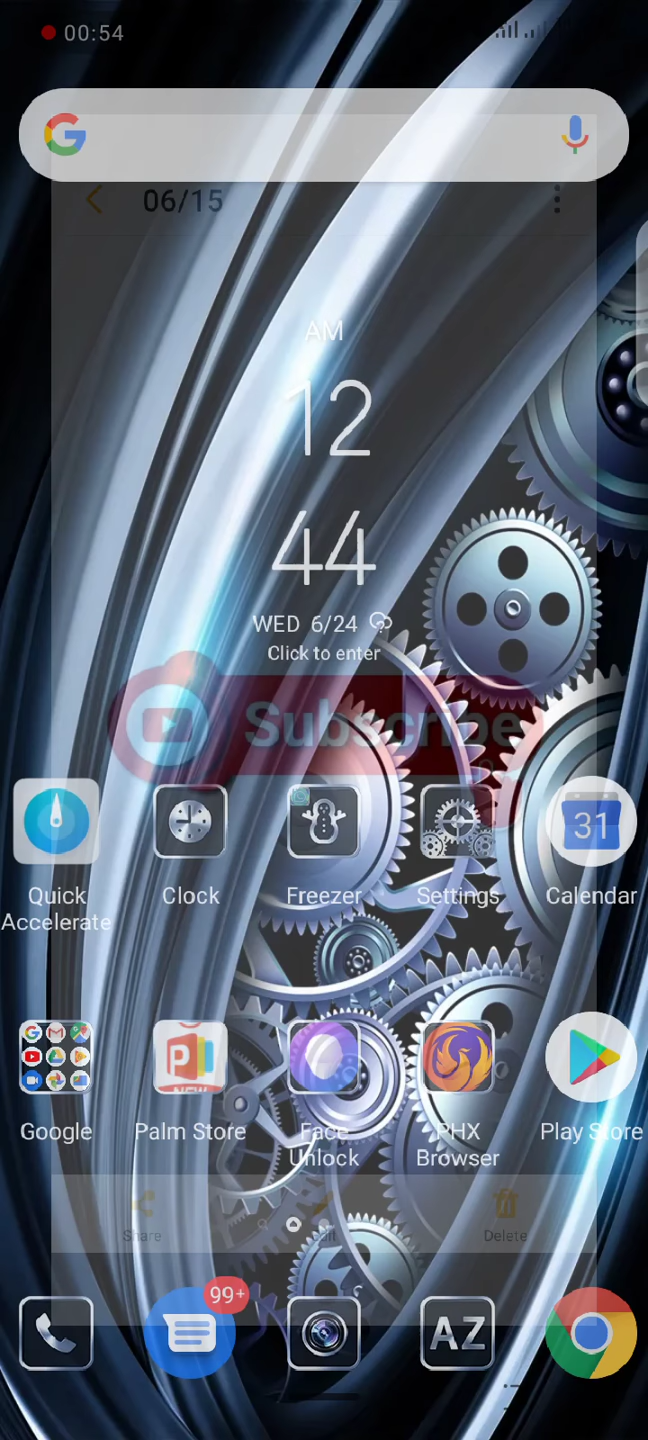 00:54
06/15
AM
12
44
WED 6/24
Click to enter
Subscribe
31
Quick Accelerate
Clock
Freezer
Settings
Calendar
NEW
Google
Palm Store
Face Unlock
PHX Browser
Play Store
Share
Edit
Delete
99+
AZ